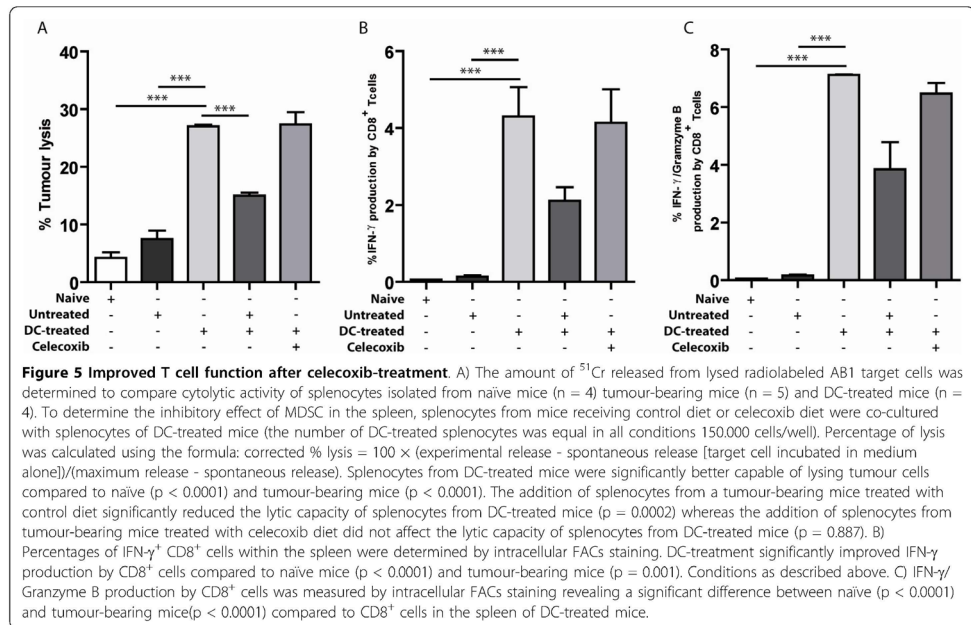 A
B
C
40
30
20
10
0
% Tumour lysis
***
***
***
6
4
2
0
% IFN-γ production by CD8+ Tcells
***
***
8
6
4
2
0
% IFN-γ/Gramzyme B
production by CD8+ Tcells
***
***
Naive + - - - -
Untreated - + - + -
DC-treated - - + + +
Celecoxib - - - - +
Naive + - - - -
Untreated - + - + -
DC-treated - - + + +
Celecoxib - - - - +
Naive + - - - -
Untreated - + - + -
DC-treated - - + + +
Celecoxib - - - - +
Figure 5 Improved T cell function after celecoxib-treatment. A) The amount of 51Cr released from lysed radiolabeled AB1 target cells was
determined to compare cytolytic activity of splenocytes isolated from naïve mice (n = 4) tumour-bearing mice (n = 5) and DC-treated mice (n =
4). To determine the inhibitory effect of MDSC in the spleen, splenocytes from mice receiving control diet or celecoxib diet were co-cultured
with splenocytes of DC-treated mice (the number of DC-treated splenocytes was equal in all conditions 150.000 cells/well). Percentage of lysis
was calculated using the formula: corrected % lysis = 100 × (experimental release - spontaneous release [target cell incubated in medium
alone])/(maximum release - spontaneous release). Splenocytes from DC-treated mice were significantly better capable of lysing tumour cells
compared to naïve (p < 0.0001) and tumour-bearing mice (p < 0.0001). The addition of splenocytes from a tumour-bearing mice treated with
control diet significantly reduced the lytic capacity of splenocytes from DC-treated mice (p = 0.0002) whereas the addition of splenocytes from
tumour-bearing mice treated with celecoxib diet did not affect the lytic capacity of splenocytes from DC-treated mice (p = 0.887). B)
Percentages of IFN-γ+ CD8+ cells within the spleen were determined by intracellular FACs staining. DC-treatment significantly improved IFN-γ
production by CD8+ cells compared to naïve mice (p < 0.0001) and tumour-bearing mice (p = 0.001). Conditions as described above. C) IFN-γ/
Granzyme B production by CD8+ cells was measured by intracellular FACs staining revealing a significant difference between naïve (p < 0.0001)
and tumour-bearing mice(p < 0.0001) compared to CD8+ cells in the spleen of DC-treated mice.